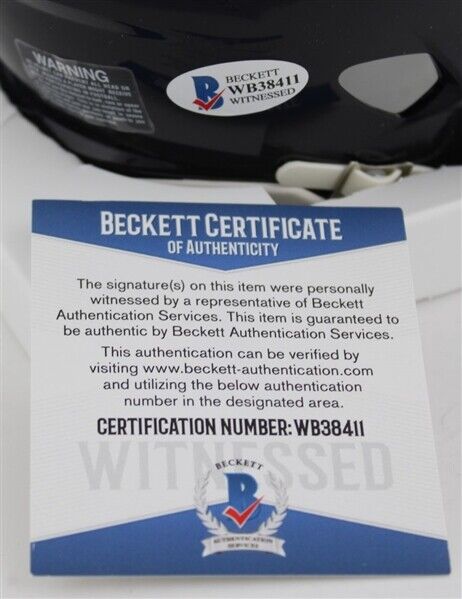 WARNING
BECKETT
WB38411
WITNESSED
B
BECKETT CERTIFICATE
OF AUTHENTICITY
The signature(s) on this item were personally
witnessed by a representative of Beckett
Authentication Services. This item is guaranteed to
be authentic by Beckett Authentication Services.
This authentication can be verified by
visiting www.beckett-authentication.com
and utilizing the below authentication
number in the designated area.
CERTIFICATION NUMBER: WB38411
WITNESSED
BECKETT
B
AUTHENTICATION
SERVICES